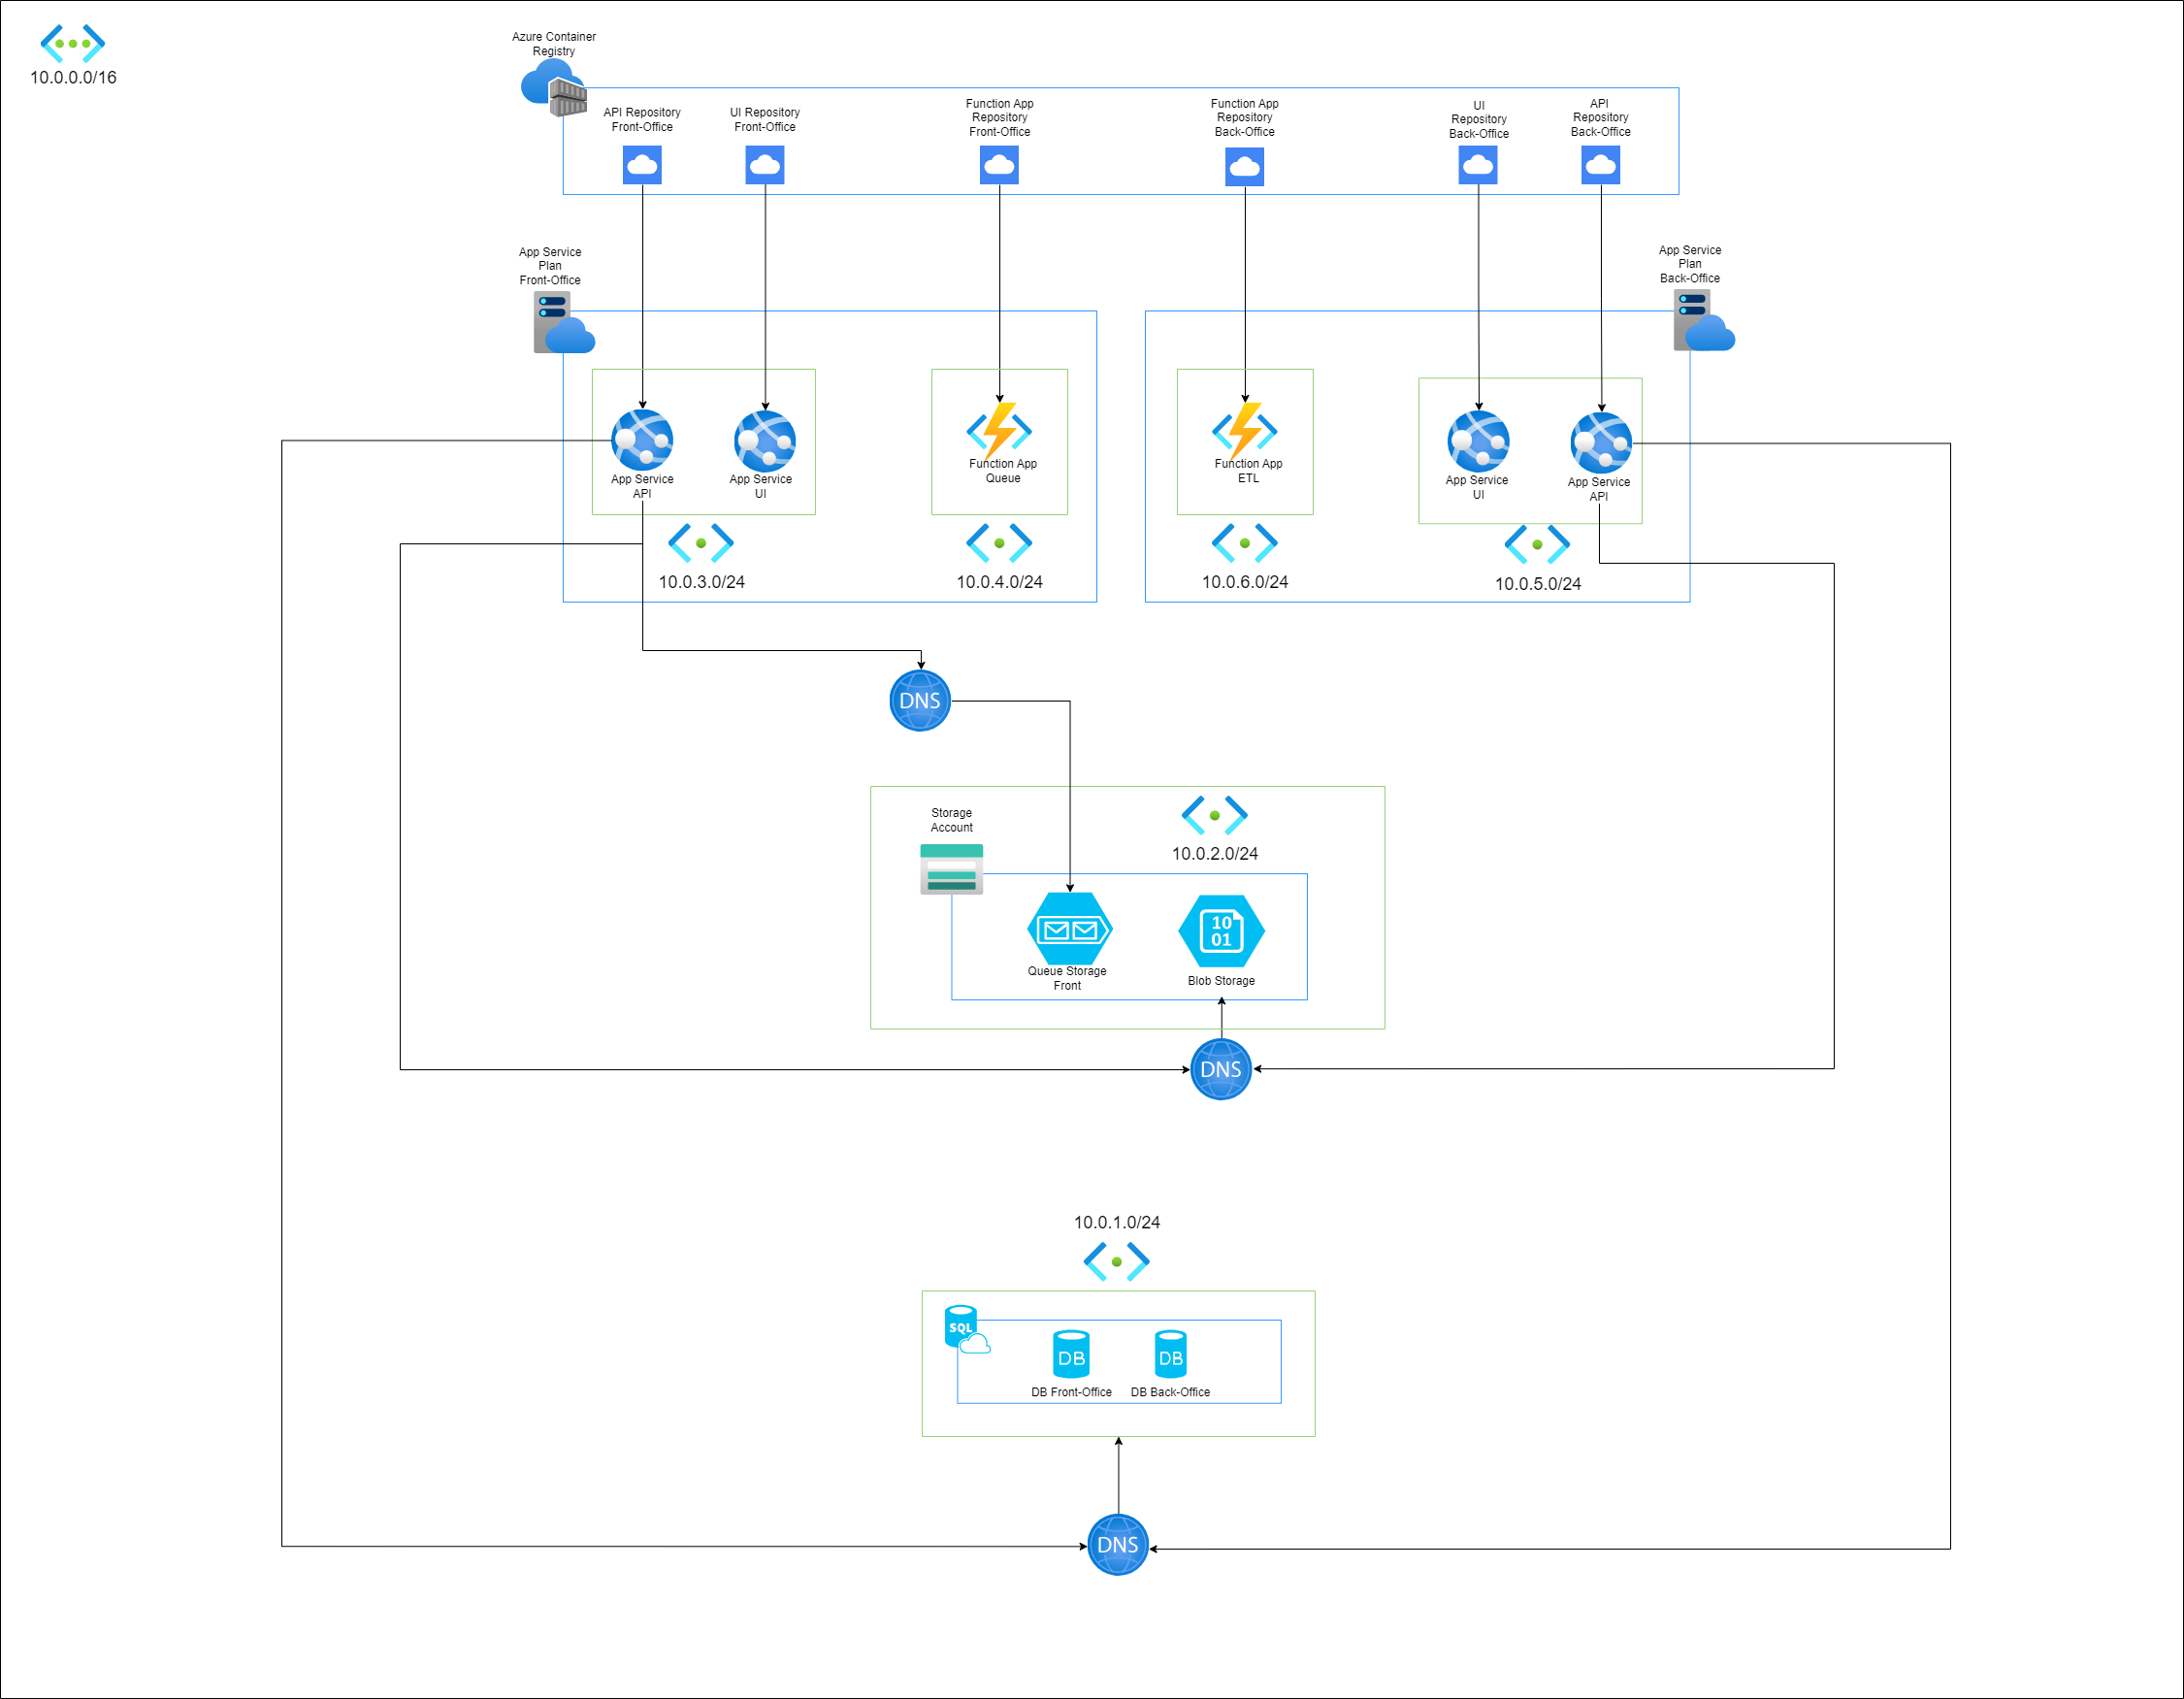 10.0.0.0/16
Azure Container
Registry
API Repository
Front-Office
UI Repository
Front-Office
Function App
Repository
Front-Office
Function App
Repository
Back-Office
UI
Repository
Back-Office
API
Repository
Back-Office
App Service
Plan
Front-Office
App Service
Plan
Back-Office
App Service
API
App Service
UI
Function App
Queue
Function App
ETL
App Service
UI
App Service
API
10.0.3.0/24
10.0.4.0/24
10.0.6.0/24
10.0.5.0/24
DNS
Storage
Account
10.0.2.0/24
10
01
Queue Storage
Front
Blob Storage
DNS
10.0.1.0/24
SQL
DB
DB
DB Front-Office
DB Back-Office
DNS